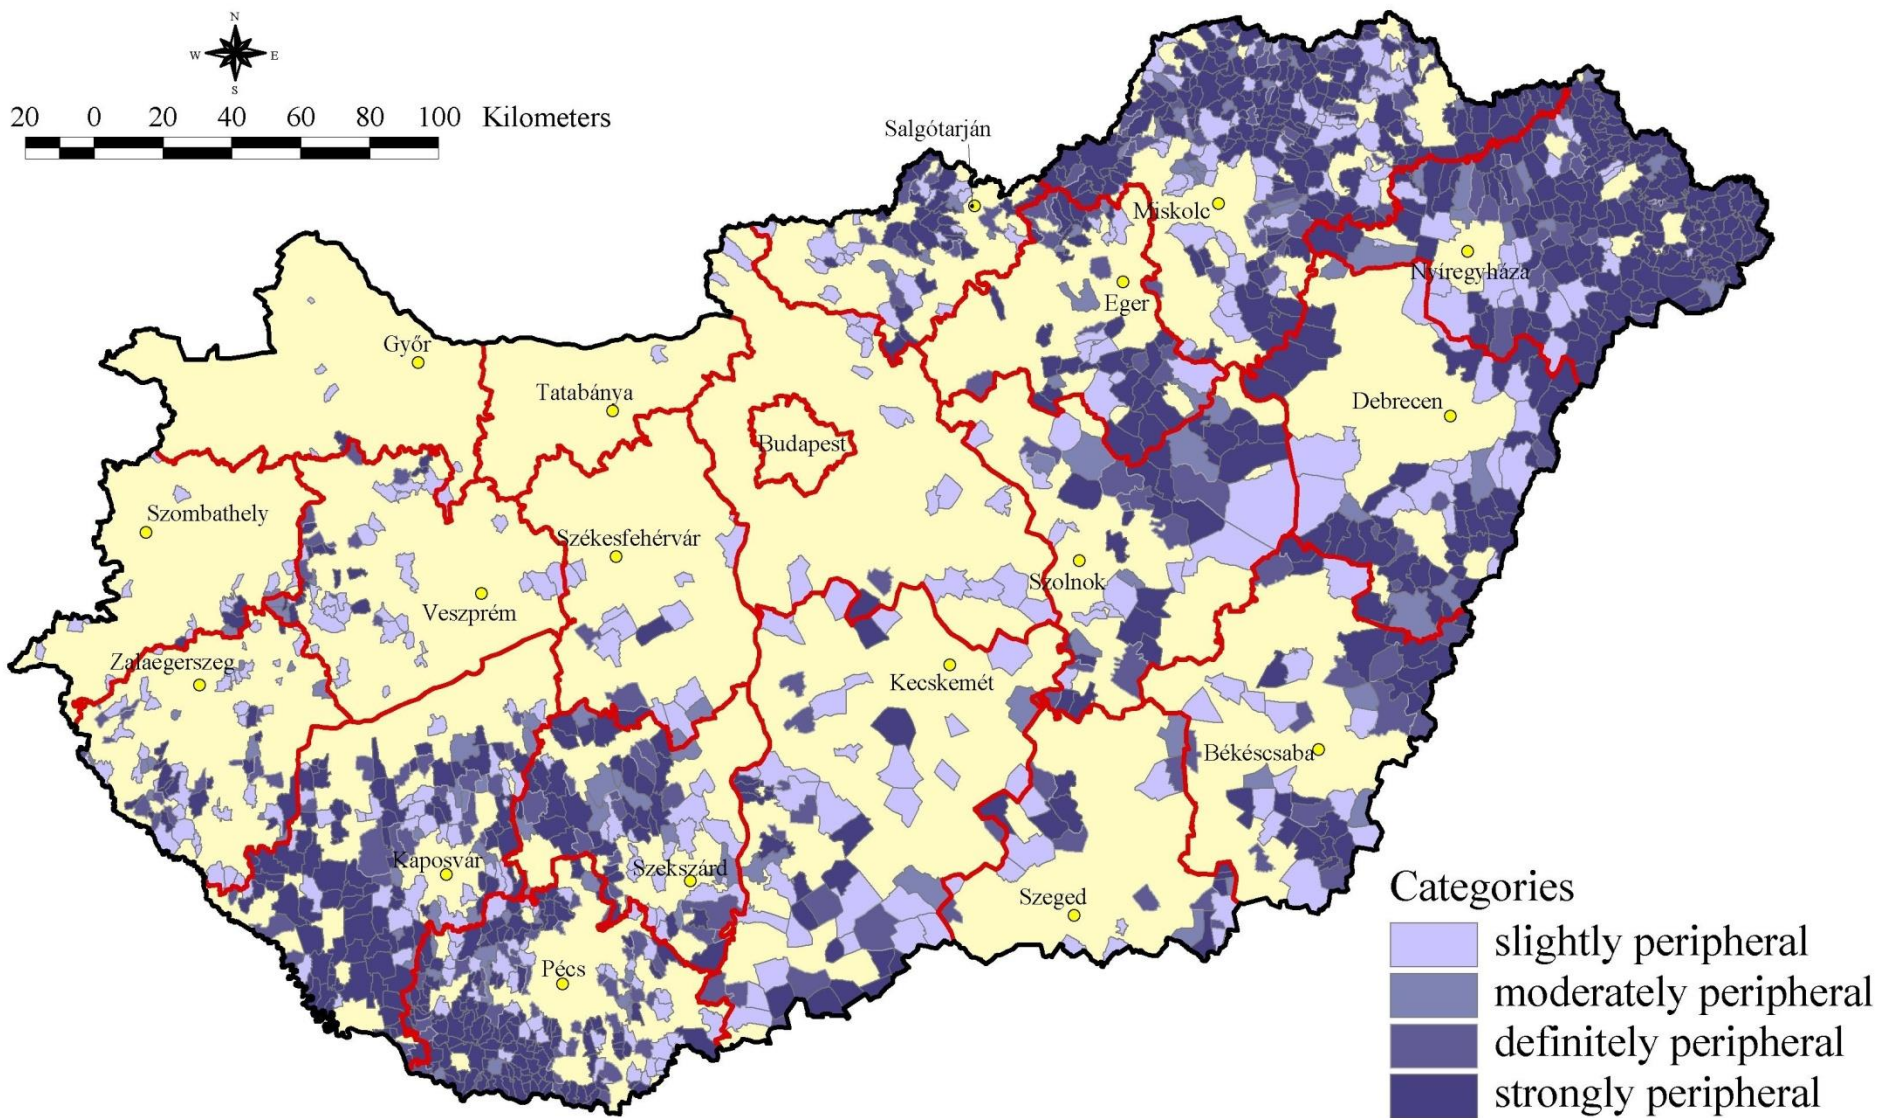 N
W E
S
20 0 20 40 60 80 100 Kilometers
Salgótarján
Miskolc
Nyíregyháza
Eger
Győr
Tatabánya
Debrecen
Budapest
Szombathely
Székesfehérvár
Szolnok
Veszprém
Zalaegerszeg
Kecskemét
Békéscsaba
Kaposvár
Szekszárd
Szeged
Pécs
Categories
slightly peripheral
moderately peripheral
definitely peripheral
strongly peripheral